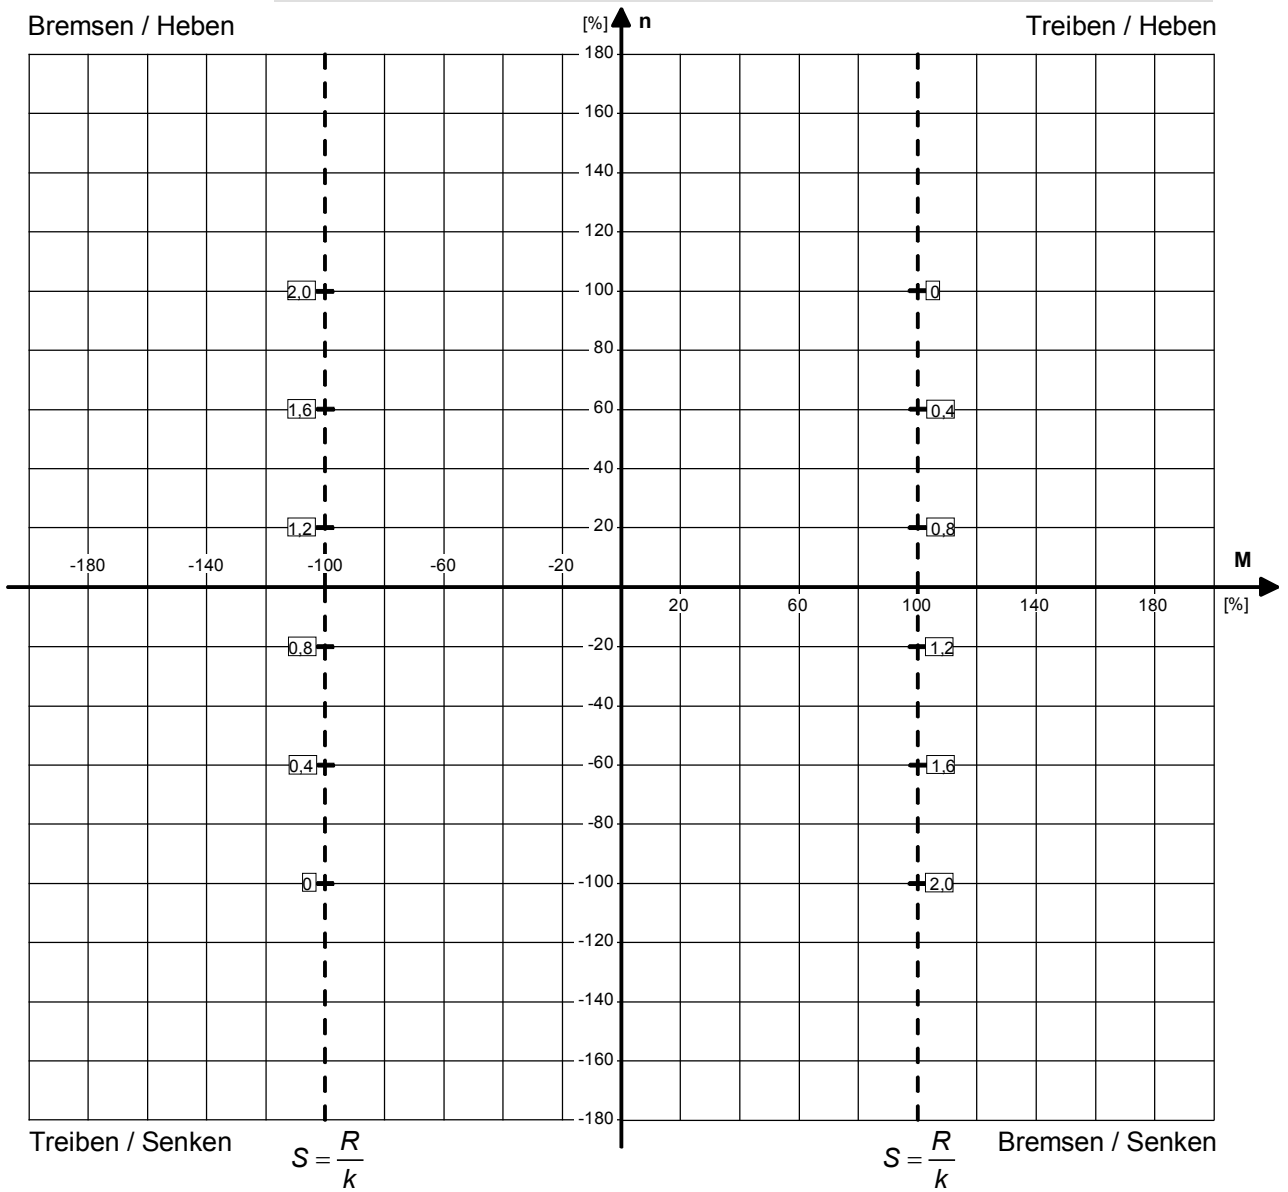 Bremsen / Heben [%] n Treiben / Heben
180
160
140
120
2,0 100 0
80
1,6 60 0,4
40
1,2 20 0,8
-180 -140 -100 -60 -20 M
20 60 100 140 180 [%]
0,8 -20 1,2
-40
0,4 -60 1,6
-80
0 -100 2,0
-120
-140
-160
-180
Treiben / Senken S = R/k S = R/k Bremsen / Senken